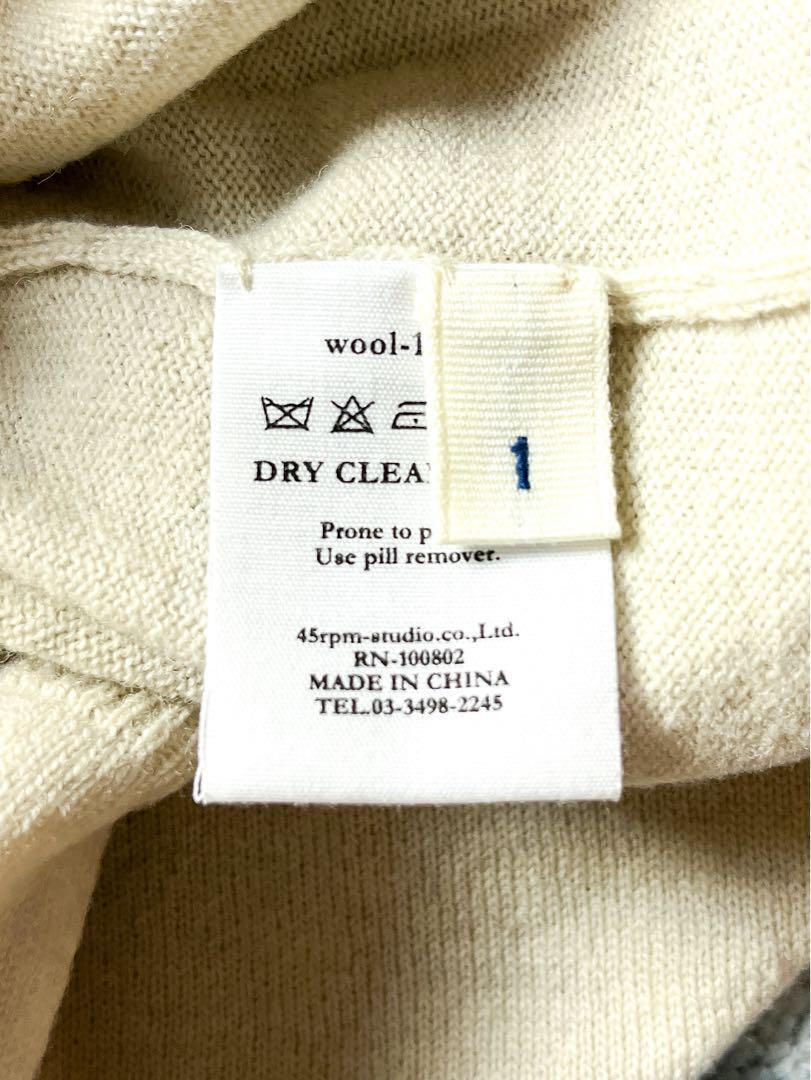 wool-1
1
DRY CLEA
Prone to p
Use pill remover.
45rpm-studio.co.,Ltd.
RN-100802
MADE IN CHINA
TEL.03-3498-2245